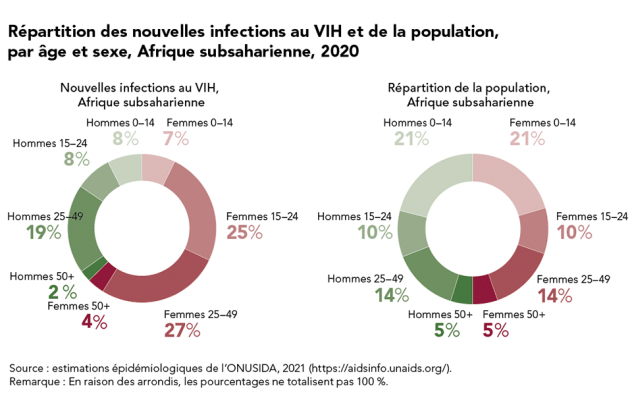 Répartition des nouvelles infections au VIH et de la population,
par âge et sexe, Afrique subsaharienne, 2020
Nouvelles infections au VIH,
Afrique subsaharienne
Hommes 0–14
8%
Femmes 0–14
7%
Hommes 15–24
8%
Femmes 15–24
25%
Hommes 25–49
19%
Hommes 50+
2 %
Femmes 50+
4%
Femmes 25–49
27%
Répartition de la population,
Afrique subsaharienne
Hommes 0–14
21%
Femmes 0–14
21%
Hommes 15–24
10%
Femmes 15–24
10%
Hommes 25–49
14%
Femmes 25–49
14%
Hommes 50+
5%
Femmes 50+
5%
Source : estimations épidémiologiques de l’ONUSIDA, 2021 (https://aidsinfo.unaids.org/).
Remarque : En raison des arrondis, les pourcentages ne totalisent pas 100 %.